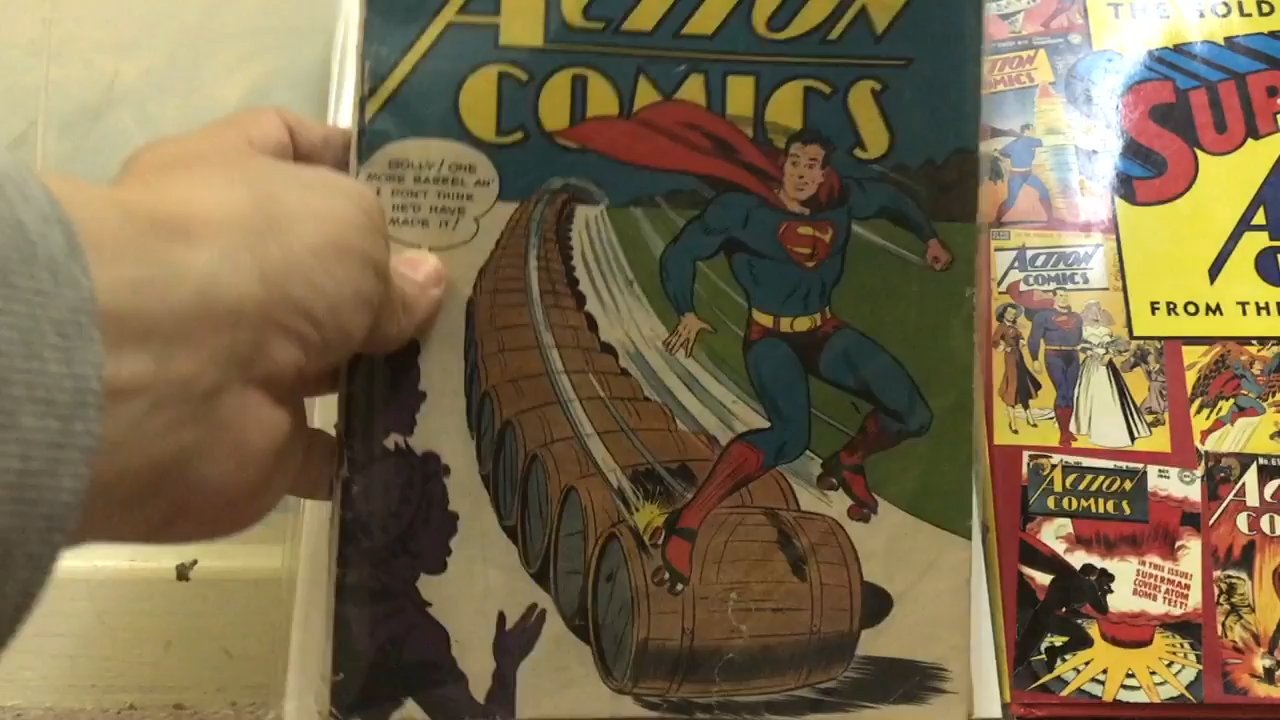 ACTION
COMICS
GOLLY! ONE
MORE BARREL AN'
I DON'T THINK
HE'D HAVE
MADE IT!
THE GOLD
SUP
A
FROM THE
ACTION
COMICS
ACTION
COMICS
ACTION
COMICS
IN THIS ISSUE!
SUPERMAN
COVERS ATOM
BOMB TEST!
AC
CO